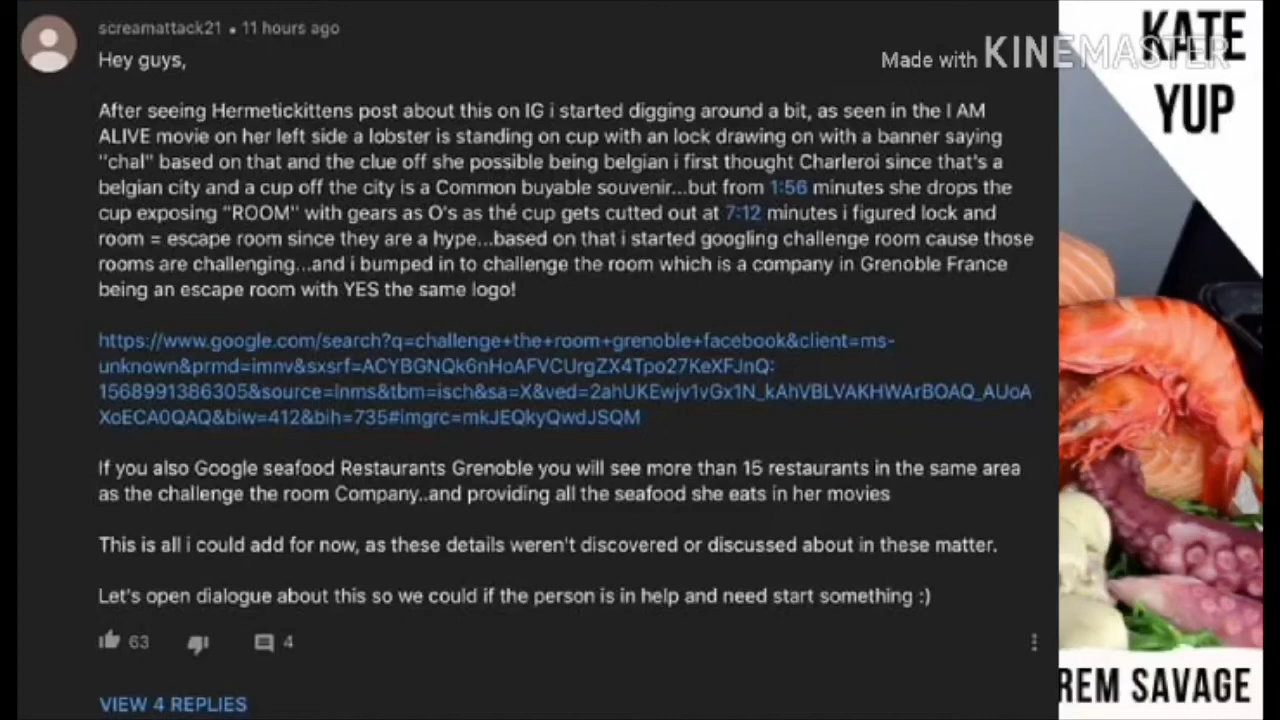 screamattack21 • 11 hours ago
Hey guys,
Made with KINEMASTER
After seeing Hermetickittens post about this on IG i started digging around a bit, as seen in the I AM
ALIVE movie on her left side a lobster is standing on cup with an lock drawing on with a banner saying
"chal" based on that and the clue off she possible being belgian i first thought Charleroi since that's a
belgian city and a cup off the city is a Common buyable souvenir...but from 1:56 minutes she drops the
cup exposing "ROOM" with gears as O's as thé cup gets cutted out at 7:12 minutes i figured lock and
room = escape room since they are a hype...based on that i started googling challenge room cause those
rooms are challenging...and i bumped in to challenge the room which is a company in Grenoble France
being an escape room with YES the same logo!
https://www.google.com/search?q=challenge+the+room+grenoble+facebook&client=ms-
unknown&prmd=imnv&sxsrf=ACYBGNQk6nHoAFVCUrgZX4Tpo27KeXFJnQ:
1568991386305&source=lnms&tbm=isch&sa=X&ved=2ahUKEwjv1vGx1N_kAhVBLVAKHWArBOAQ_AUoA
XoECA0QAQ&biw=412&bih=735#imgrc=mkJEQkyQwdJSQM
If you also Google seafood Restaurants Grenoble you will see more than 15 restaurants in the same area
as the challenge the room Company..and providing all the seafood she eats in her movies
This is all i could add for now, as these details weren't discovered or discussed about in these matter.
Let's open dialogue about this so we could if the person is in help and need start something :)
63
4
VIEW 4 REPLIES
KATE
YUP
REM SAVAGE